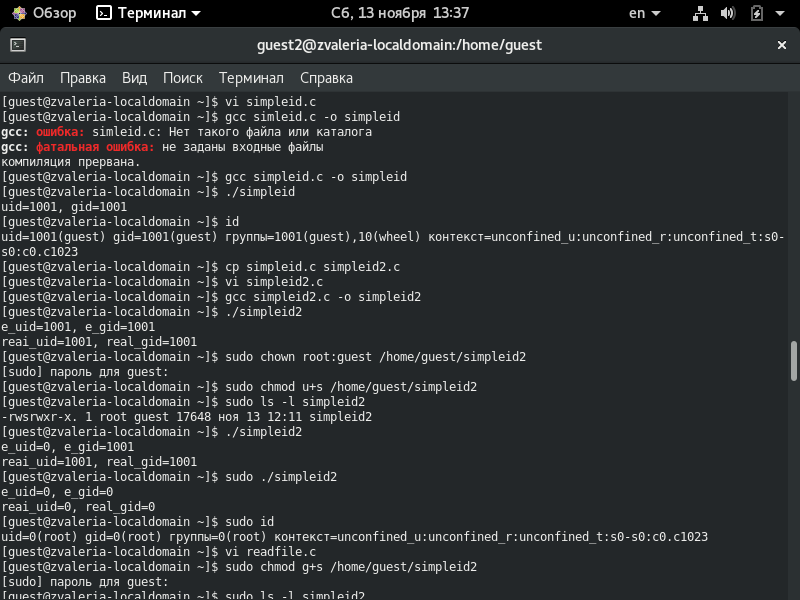 Обзор Терминал Сб, 13 ноября 13:37 en
guest2@zvaleria-localdomain:/home/guest
Файл Правка Вид Поиск Терминал Справка
[guest@zvaleria-localdomain ~]$ vi simpleid.c
[guest@zvaleria-localdomain ~]$ gcc simleid.c -o simpleid
gcc: ошибка: simleid.c: Нет такого файла или каталога
gcc: фатальная ошибка: не заданы входные файлы
компиляция прервана.
[guest@zvaleria-localdomain ~]$ gcc simpleid.c -o simpleid
[guest@zvaleria-localdomain ~]$ ./simpleid
uid=1001, gid=1001
[guest@zvaleria-localdomain ~]$ id
uid=1001(guest) gid=1001(guest) группы=1001(guest),10(wheel) контекст=unconfined_u:unconfined_r:unconfined_t:s0-
s0:c0.c1023
[guest@zvaleria-localdomain ~]$ cp simpleid.c simpleid2.c
[guest@zvaleria-localdomain ~]$ vi simpleid2.c
[guest@zvaleria-localdomain ~]$ gcc simpleid2.c -o simpleid2
[guest@zvaleria-localdomain ~]$ ./simpleid2
e_uid=1001, e_gid=1001
reai_uid=1001, real_gid=1001
[guest@zvaleria-localdomain ~]$ sudo chown root:guest /home/guest/simpleid2
[sudo] пароль для guest:
[guest@zvaleria-localdomain ~]$ sudo chmod u+s /home/guest/simpleid2
[guest@zvaleria-localdomain ~]$ sudo ls -l simpleid2
-rwsrwxr-x. 1 root guest 17648 ноя 13 12:11 simpleid2
[guest@zvaleria-localdomain ~]$ ./simpleid2
e_uid=0, e_gid=1001
reai_uid=1001, real_gid=1001
[guest@zvaleria-localdomain ~]$ sudo ./simpleid2
e_uid=0, e_gid=0
reai_uid=0, real_gid=0
[guest@zvaleria-localdomain ~]$ sudo id
uid=0(root) gid=0(root) группы=0(root) контекст=unconfined_u:unconfined_r:unconfined_t:s0-s0:c0.c1023
[guest@zvaleria-localdomain ~]$ vi readfile.c
[guest@zvaleria-localdomain ~]$ sudo chmod g+s /home/guest/simpleid2
[sudo] пароль для guest:
[guest@zvaleria-localdomain ~]$ sudo ls -l simpleid2